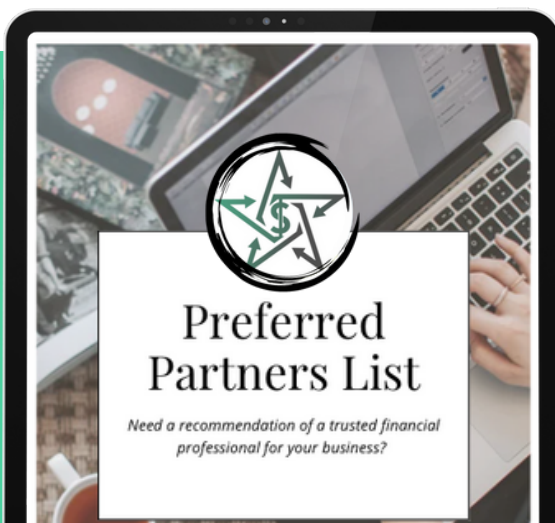 $
Preferred
Partners List
Need a recommendation of a trusted financial
professional for your business?